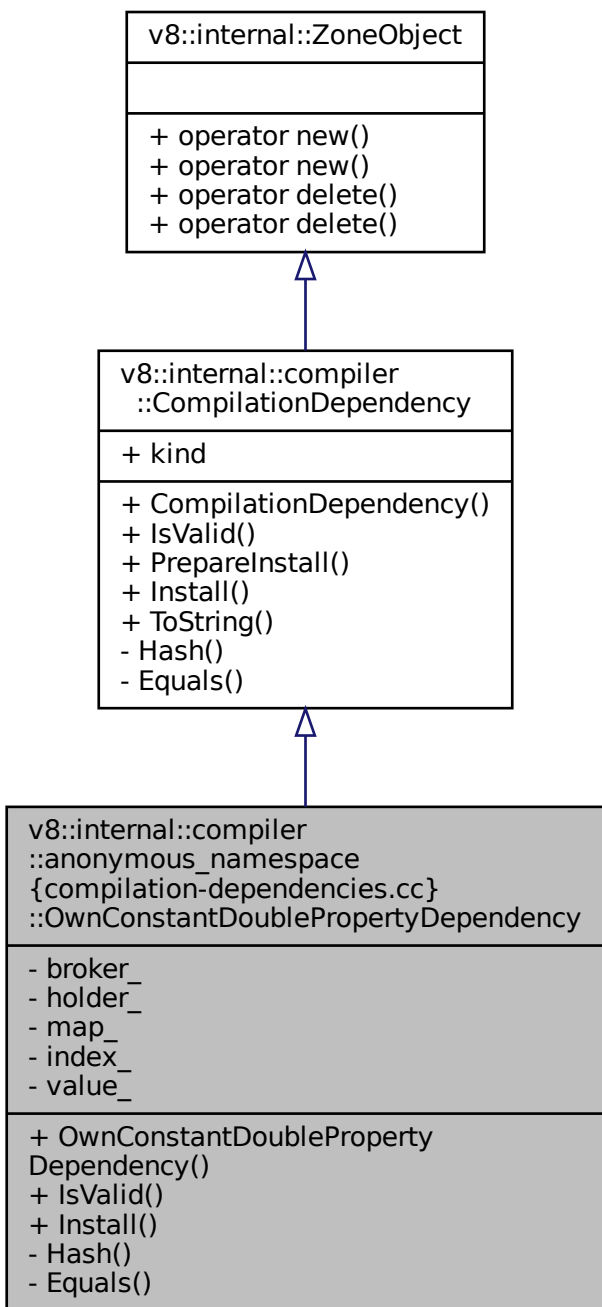 v8::internal::ZoneObject
+ operator new()
+ operator new()
+ operator delete()
+ operator delete()
v8::internal::compiler
::CompilationDependency
+ kind
+ CompilationDependency()
+ IsValid()
+ PrepareInstall()
+ Install()
+ ToString()
- Hash()
- Equals()
v8::internal::compiler
::anonymous_namespace
{compilation-dependencies.cc}
::OwnConstantDoublePropertyDependency
- broker_
- holder_
- map_
- index_
- value_
+ OwnConstantDoubleProperty
Dependency()
+ IsValid()
+ Install()
- Hash()
- Equals()